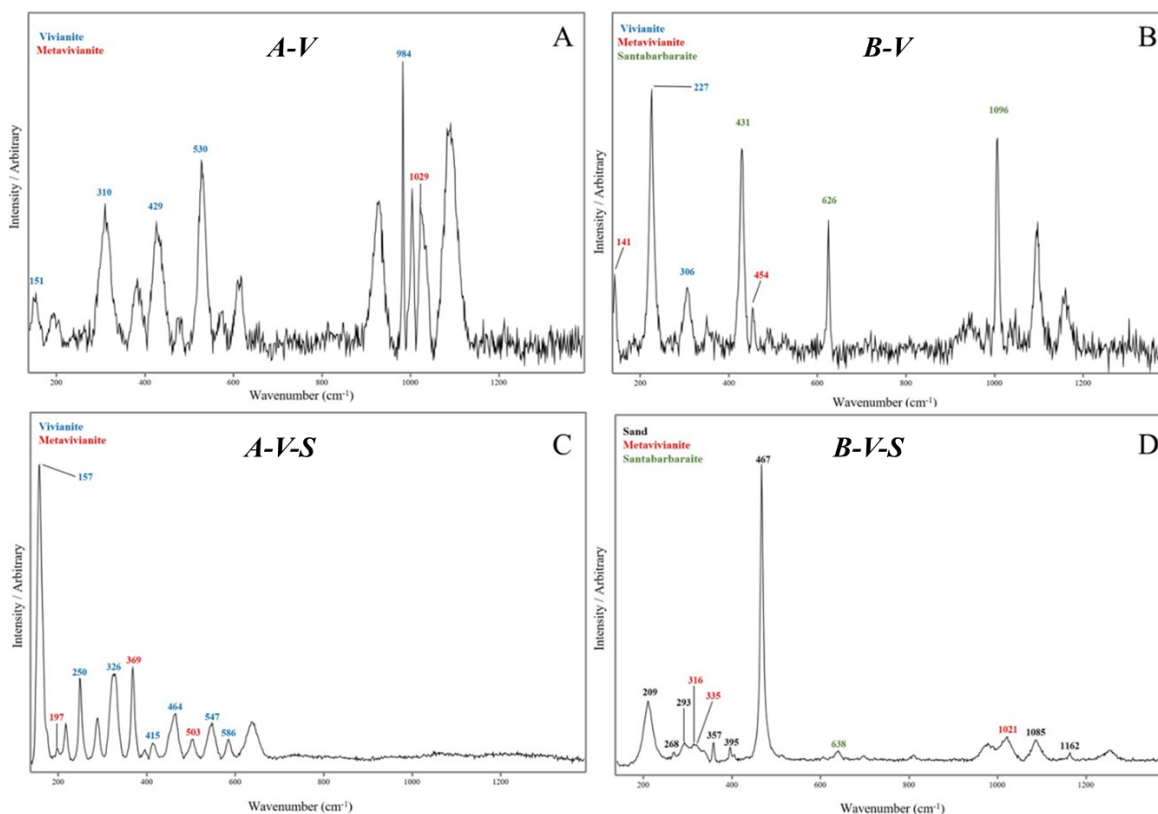 Vivianite
Metavivianite
A-V
A
984
530
310
429
1029
151
Intensity / Arbitrary
200 400 600 800 1000 1200
Wavenumber (cm-1)
Vivianite
Metavivianite
Santabarbaraite
B-V
B
227
431
1096
626
141
306
454
Intensity / Arbitrary
200 400 600 800 1000 1200
Wavenumber (cm-1)
Vivianite
Metavivianite
A-V-S
C
157
250
326
369
197
464
415
503
547
586
Intensity / Arbitrary
200 400 600 800 1000 1200
Wavenumber (cm-1)
Sand
Metavivianite
Santabarbaraite
B-V-S
D
467
209
293
316
335
268
357
395
638
1021
1085
1162
Intensity / Arbitrary
200 400 600 800 1000 1200
Wavenumber (cm-1)